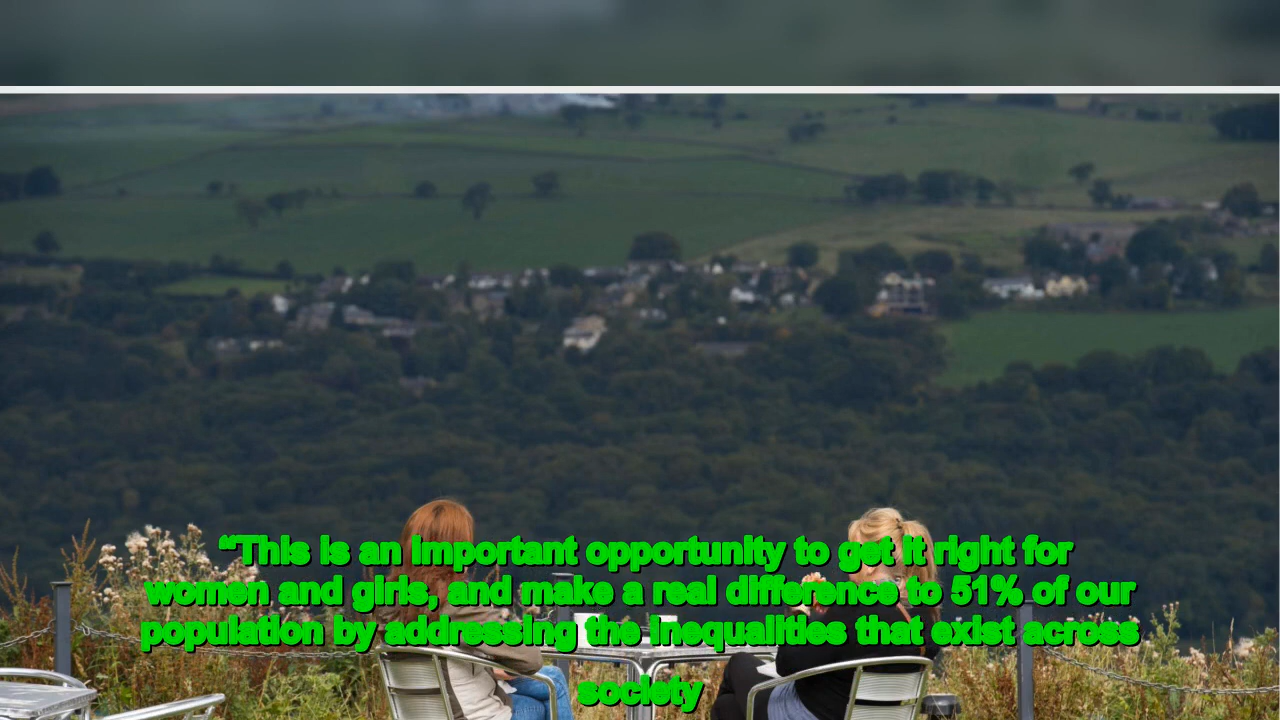 “This is an important opportunity to get it right for
women and girls, and make a real difference to 51% of our
population by addressing the inequalities that exist across
society